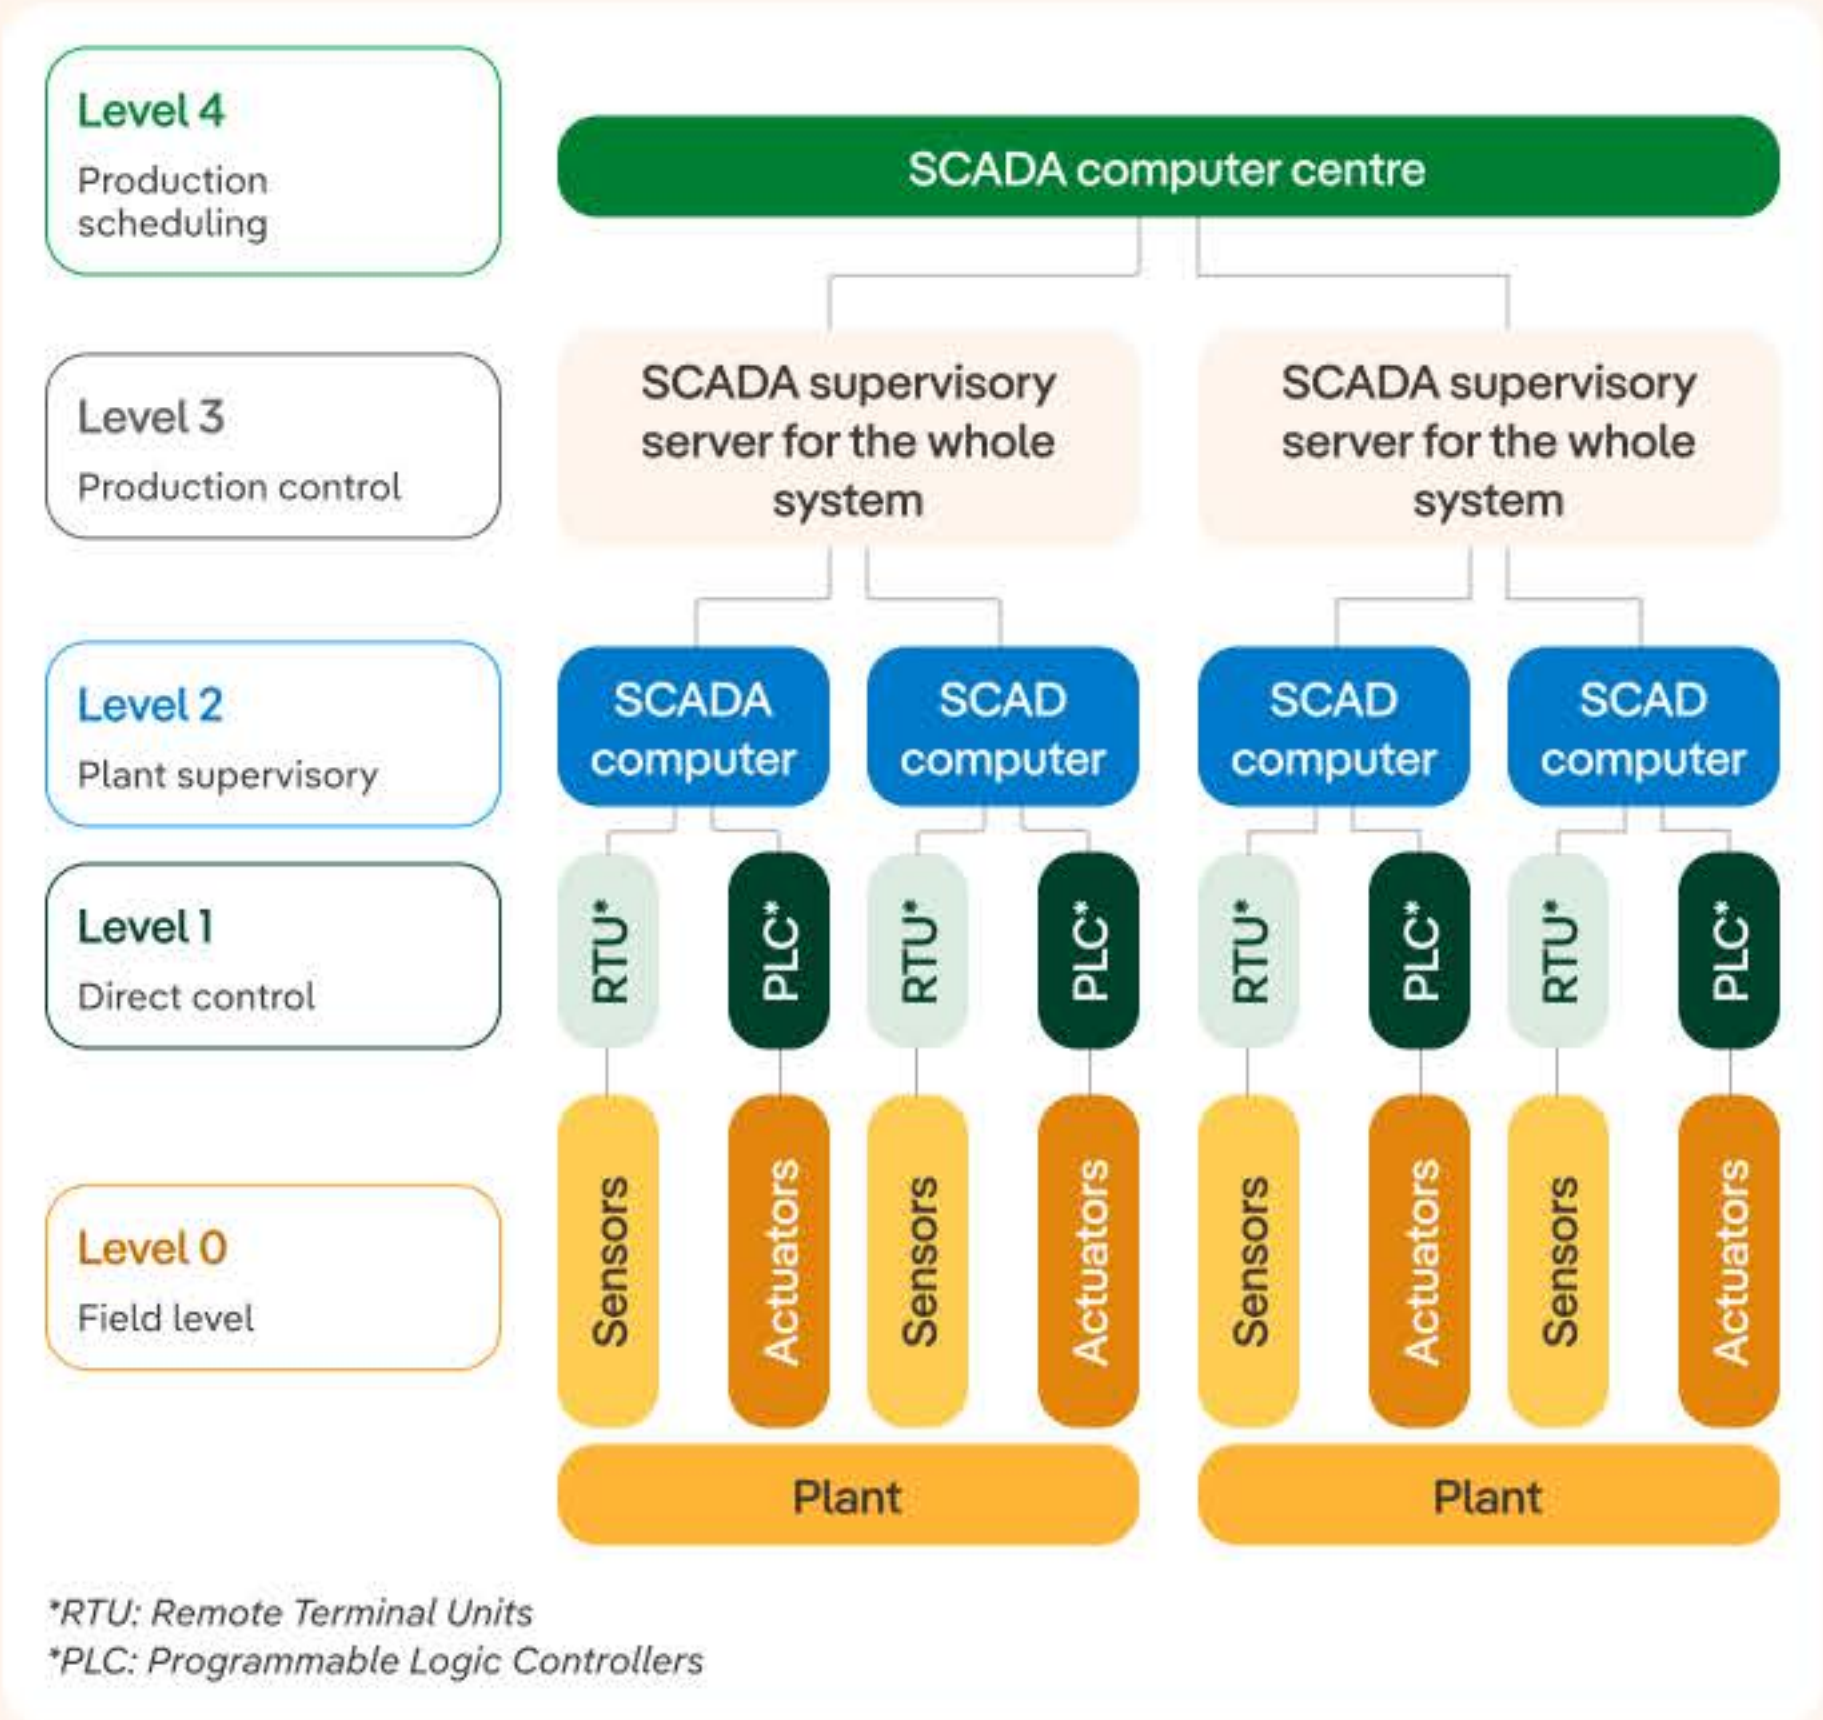 Level 4
Production
scheduling
SCADA computer centre
Level 3
Production control
SCADA supervisory
server for the whole
system
SCADA supervisory
server for the whole
system
Level 2
Plant supervisory
SCADA
computer
SCAD
computer
SCAD
computer
SCAD
computer
Level 1
Direct control
RTU*
PLC*
RTU*
PLC*
RTU*
PLC*
RTU*
PLC*
Level 0
Field level
Sensors
Actuators
Sensors
Actuators
Sensors
Actuators
Sensors
Actuators
Plant
Plant
*RTU: Remote Terminal Units
*PLC: Programmable Logic Controllers